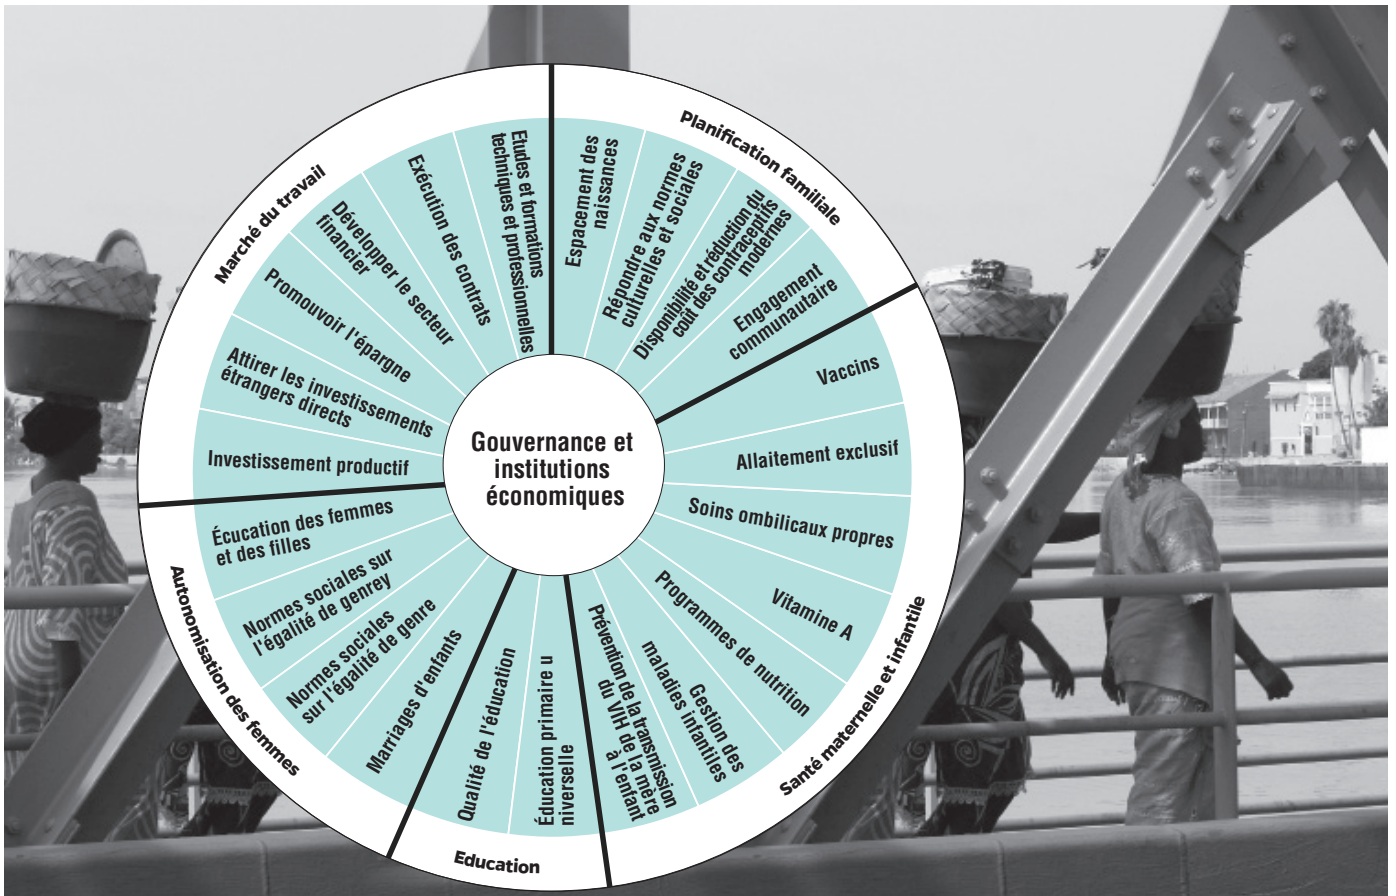 Planification familiale
Espacement des
naissances
Répondre aux normes
culturelles et sociales
Disponibilité et réduction du
coût des contraceptifs
modernes
Engagement
communautaire
Santé maternelle et infantile
Vaccins
Allaitement exclusif
Soins ombilicaux propres
Vitamine A
Programmes de nutrition
Gestion des
maladies infantiles
Prévention de la transmission
du VIH de la mère
à l'enfant
Education
Éducation primaire u
niverselle
Qualité de l'éducation
Autonomisation des femmes
Marriages d'enfants
Normes sociales
sur l'égalité de genre
Normes sociales sur
l'égalité de genrey
Écucation des femmes
et des filles
Marché du travail
Investissement productif
Attirer les investissements
étrangers directs
Promouvoir l'épargne
Développer le secteur
financier
Exécution des contrats
Etudes et formations
techniques et professionnelles
Gouvernance et
institutions
économiques